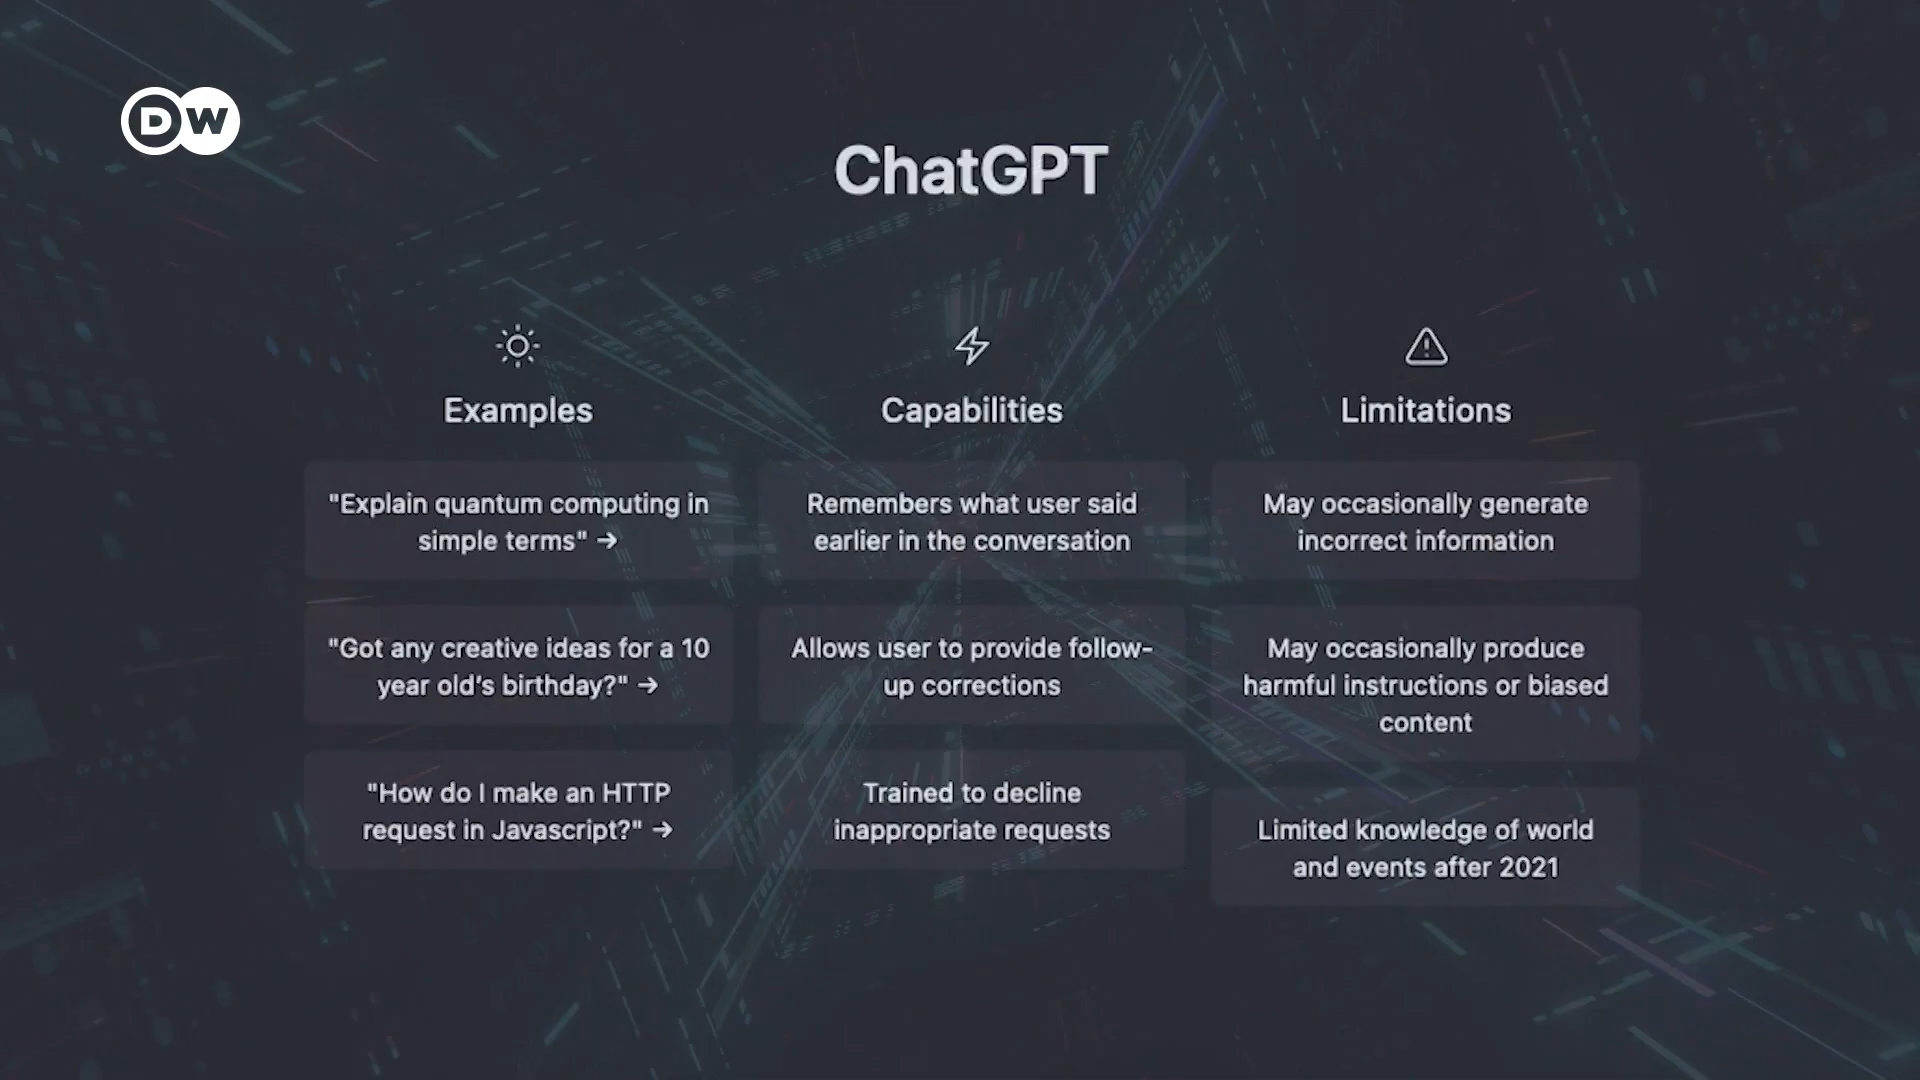 DW
ChatGPT
Examples
"Explain quantum computing in
simple terms" →
"Got any creative ideas for a 10
year old's birthday?" →
"How do I make an HTTP
request in Javascript?" →
Capabilities
Remembers what user said
earlier in the conversation
Allows user to provide follow-
up corrections
Trained to decline
inappropriate requests
Limitations
May occasionally generate
incorrect information
May occasionally produce
harmful instructions or biased
content
Limited knowledge of world
and events after 2021